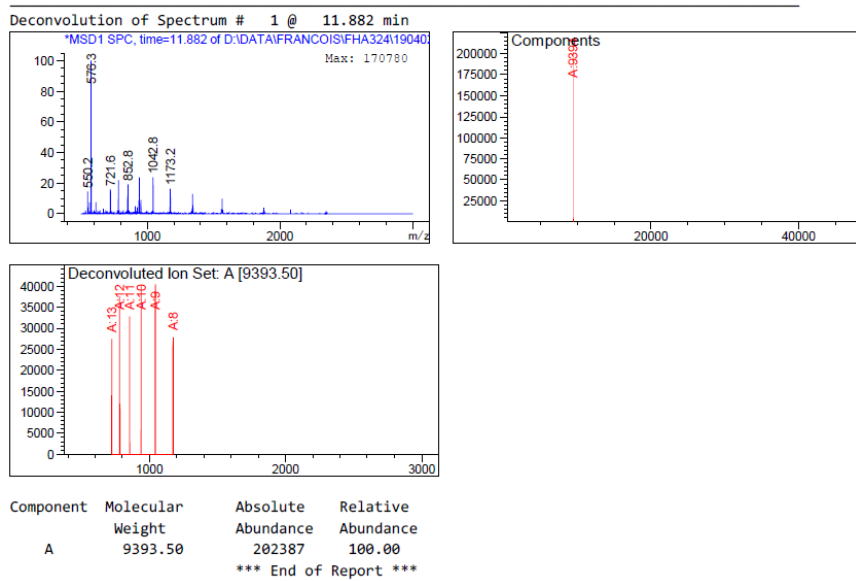 Deconvolution of Spectrum # 1 @ 11.882 min
*MSD1 SPC, time=11.882 of D:\DATA\FRANCOIS\FHA324\19040
Max: 170780
100
80
60
40
20
0
550.2
576.3
721.6
852.8
1042.8
1173.2
1000
2000
m/z
Components
200000
175000
150000
125000
100000
75000
50000
25000
A:939
20000
40000
Deconvoluted Ion Set: A [9393.50]
40000
35000
30000
25000
20000
15000
10000
5000
0
A:13
A:12
A:11
A:10
A:9
A:8
1000
2000
3000
Component Molecular Absolute Relative
Weight Abundance Abundance
A 9393.50 202387 100.00
*** End of Report ***